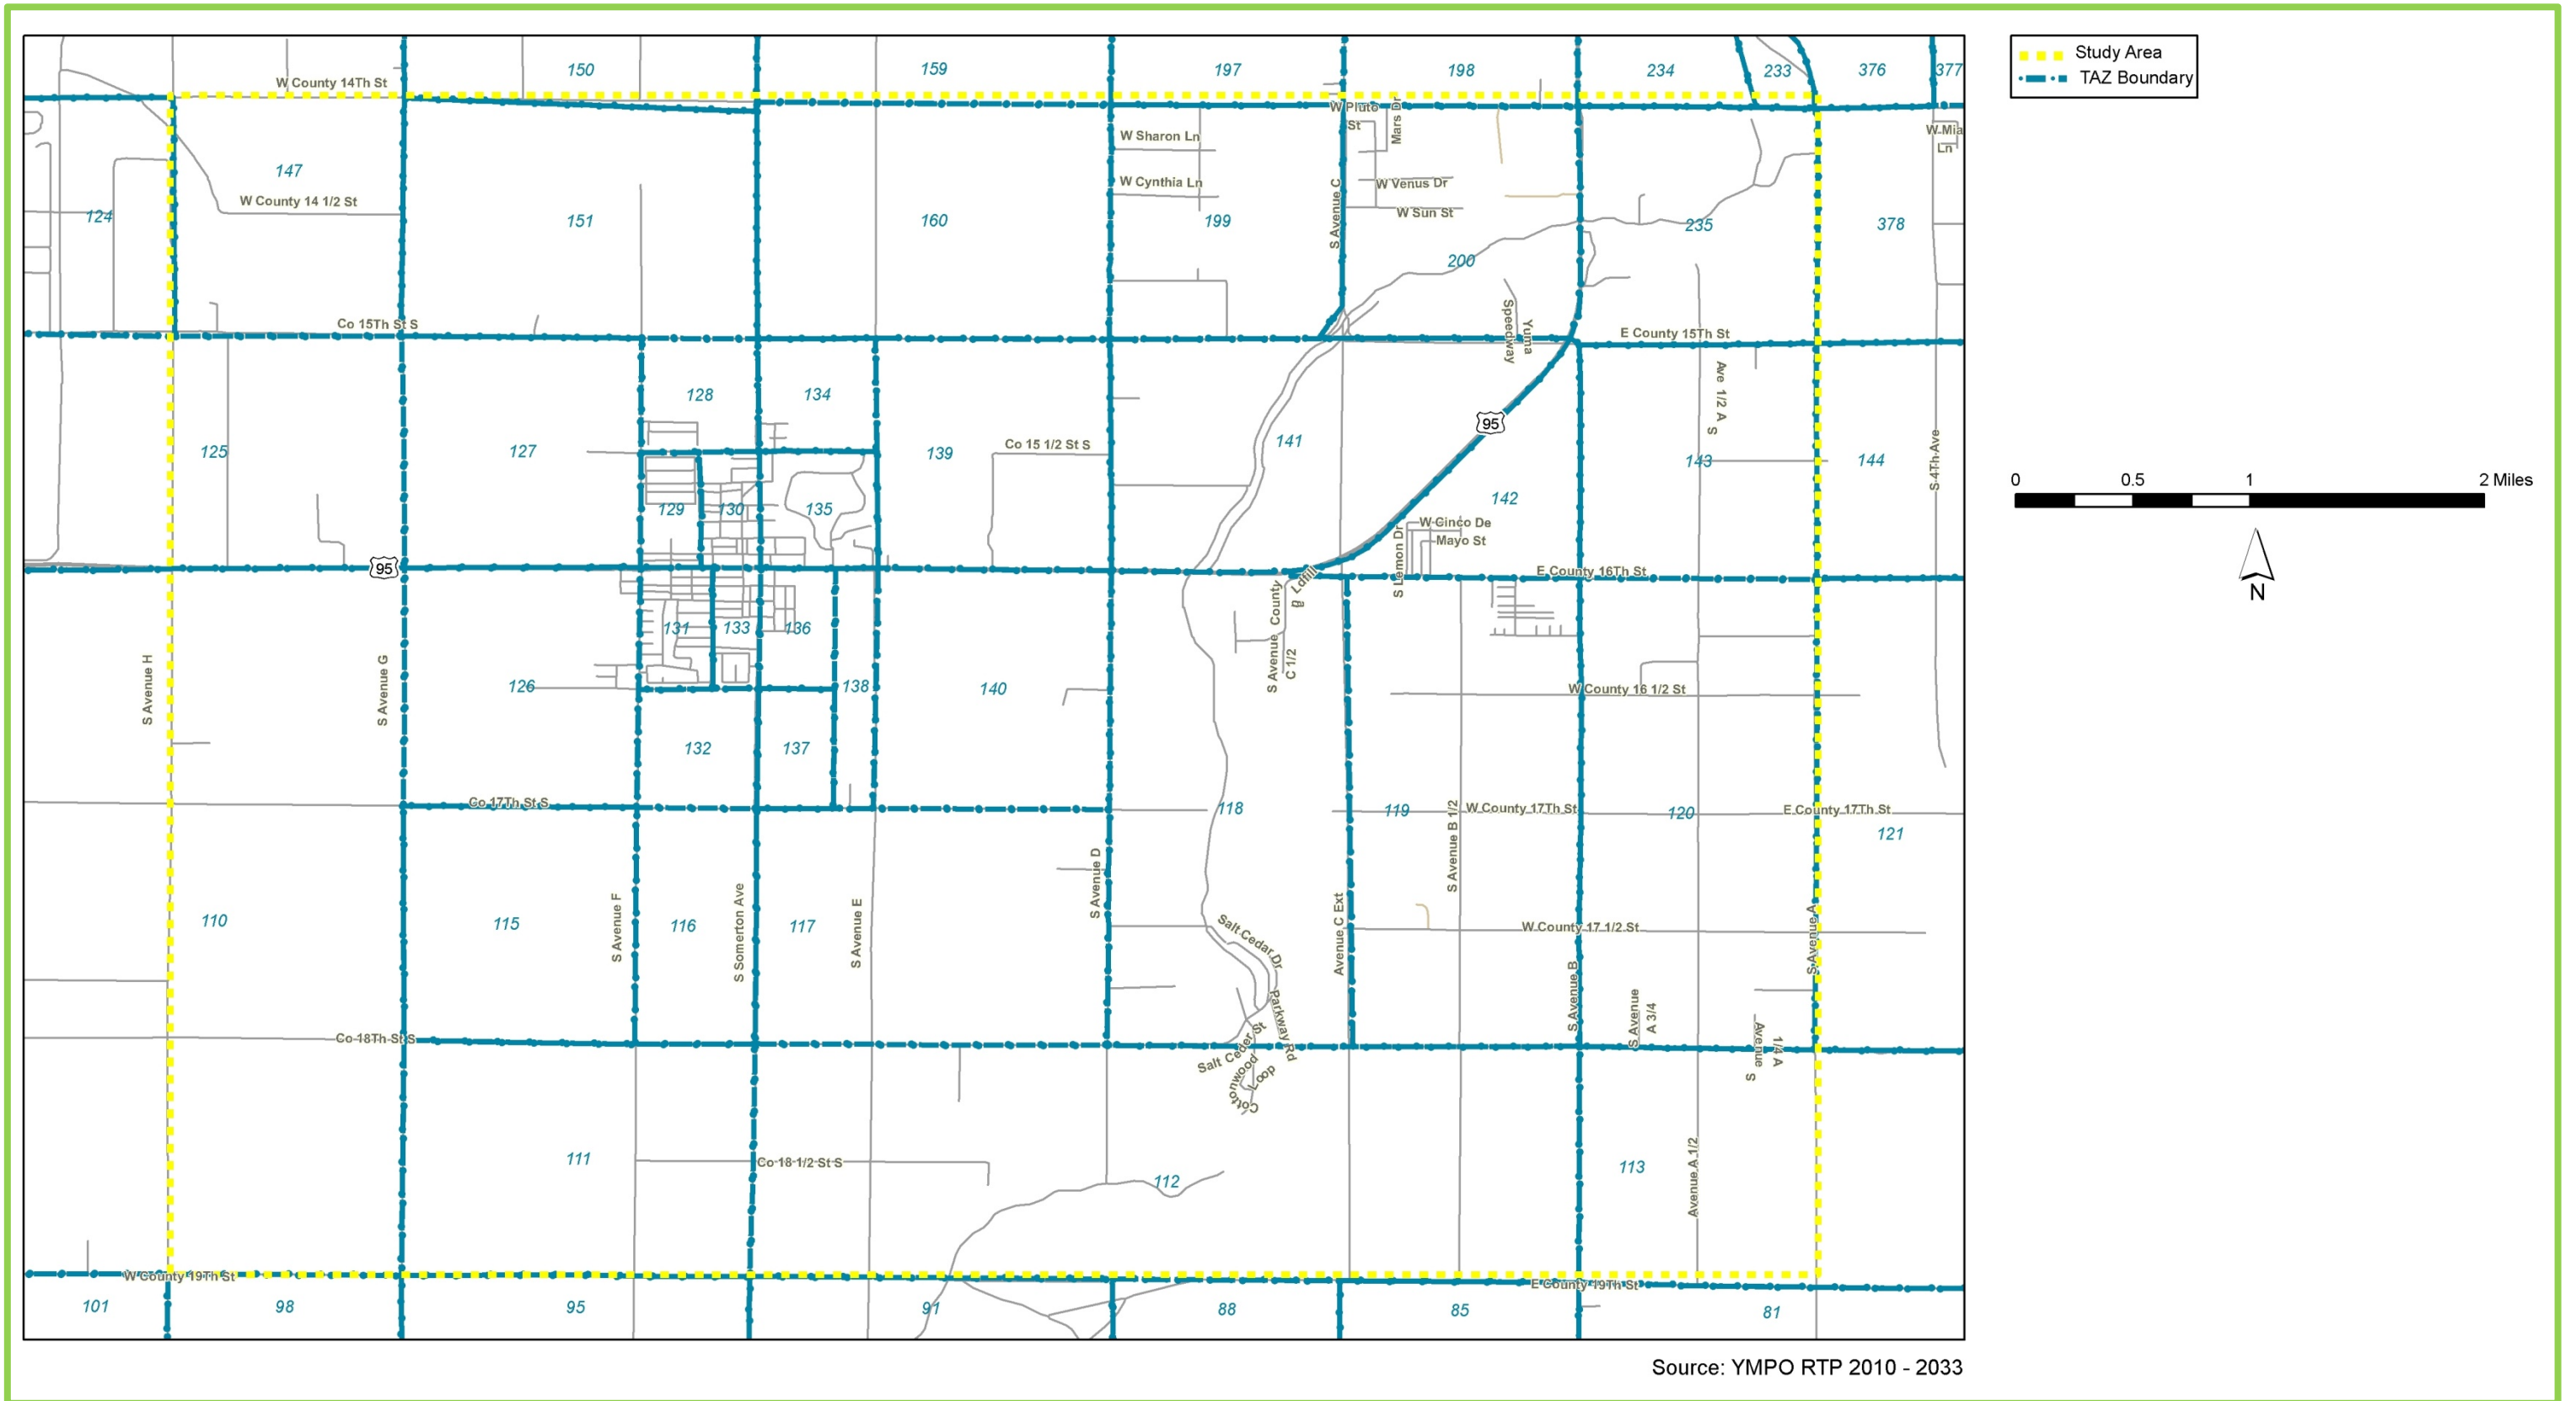 150
159
197
198
234
233
376
377
Study Area
TAZ Boundary
W County 14Th St
W Pluto
St
Mars Dr
W Sharon Ln
W Mia
Ln
147
W Cynthia Ln
W Venus Dr
W County 14 1/2 St
W Sun St
124
151
160
199
S Avenue C
235
378
200
Co 15Th St S
Speedway
Yuma
E County 15Th St
128
134
Ave 1/2 A
S
95
125
127
139
Co 15 1/2 St S
141
143
144
S 4Th Ave
0 0.5 1 2 Miles
142
129
130
135
W Cinco De
Mayo St
S Lemon Dr
95
E County 16Th St
N
Ldfill
g
S Avenue County
C 1/2
131
133
136
S Avenue H
S Avenue G
126
138
140
W County 16 1/2 St
132
137
Co 17Th St S
118
119
W County 17Th St
120
E County 17Th St
121
S Avenue B 1/2
S Avenue D
110
115
S Avenue F
116
S Somerton Ave
117
S Avenue E
Salt Cedar Dr
Avenue C Ext
W County 17 1/2 St
S Avenue A
S Avenue B
Parkway Rd
S Avenue
A 3/4
Avenue
S
1/4 A
Co 18Th St S
Salt Ceder St
Cottonwood
Loop
111
Co 18 1/2 St S
112
113
Avenue A 1/2
W County 19Th St
E County 19Th St
101
98
95
91
88
85
81
Source: YMPO RTP 2010 - 2033